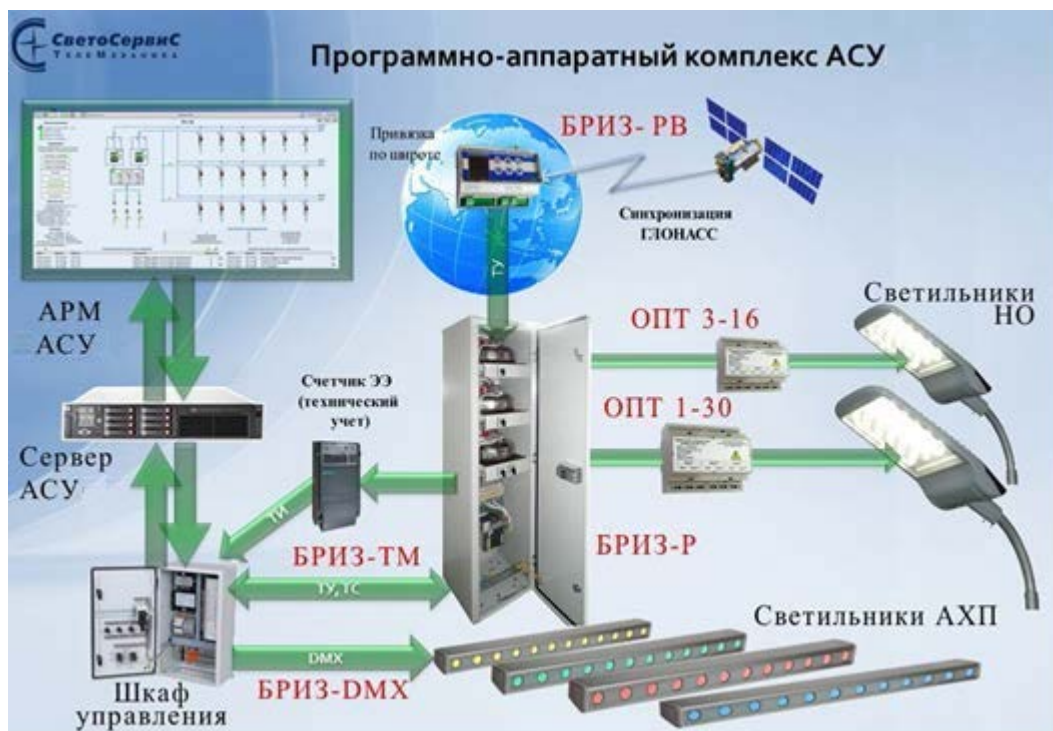 СветоСервиС
ТелеМеханика
Программно-аппаратный комплекс АСУ
Привязка
по широте
БРИЗ- РВ
Синхронизация
ГЛОНАСС
ТУ
АРМ
АСУ
ОПТ 3-16
Светильники
НО
Счетчик ЭЭ
(технический
учет)
ОПТ 1-30
Сервер
АСУ
ТИ
БРИЗ-ТМ
БРИЗ-Р
ТУ, ТС
Светильники АХП
DMX
БРИЗ-DMX
Шкаф
управления